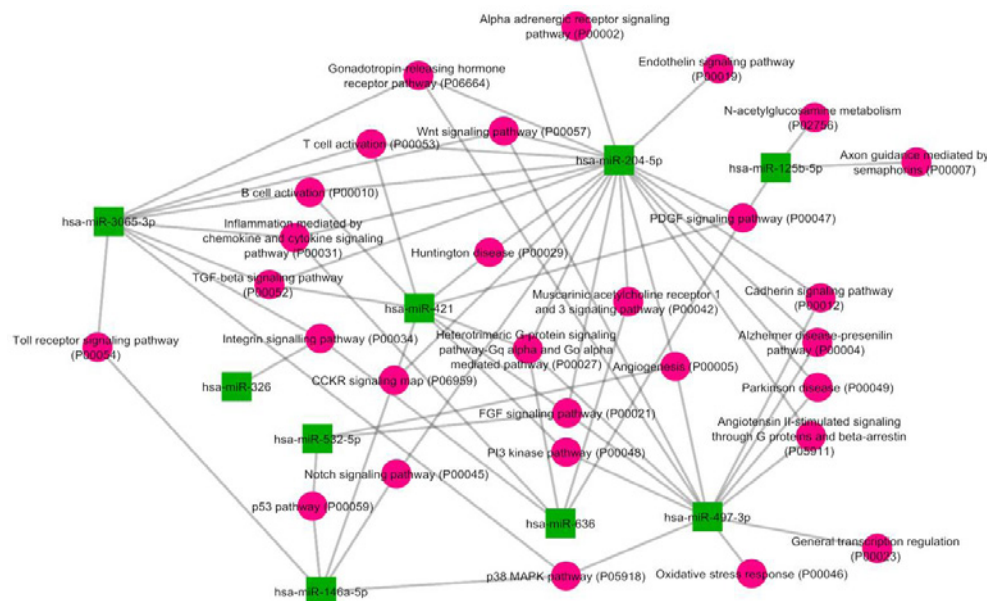 Alpha adrenergic receptor signaling
pathway (P00002)
Endothelin signaling pathway
(P00019)
Gonadotropin-releasing hormone
receptor pathway (P06664)
N-acetylglucosamine metabolism
(P02756)
Wnt signaling pathway (P00057)
T cell activation (P00053)
hsa-miR-204-5p
hsa-miR-125b-5p
Axon guidance mediated by
semaphorins (P00007)
B cell activation (P00010)
hsa-miR-3065-3p
Inflammation mediated by
chemokine and cytokine signaling
pathway (P00031)
PDGF signaling pathway (P00047)
Huntington disease (P00029)
TGF-beta signaling pathway
(P00052)
hsa-miR-421
Muscarinic acetylcholine receptor 1
and 3 signaling pathway (P00042)
Cadherin signaling pathway
(P00012)
Toll receptor signaling pathway
(P00054)
Integrin signalling pathway (P00034)
Heterotrimeric G-protein signaling
pathway-Gq alpha and Go alpha
mediated pathway (P00027)
Alzheimer disease-presenilin
pathway (P00004)
Angiogenesis (P00005)
hsa-miR-326
CCKR signaling map (P06959)
Parkinson disease (P00049)
FGF signaling pathway (P00021)
Angiotensin II-stimulated signaling
through G proteins and beta-arrestin
(P05911)
hsa-miR-532-5p
PI3 kinase pathway (P00048)
Notch signaling pathway (P00045)
p53 pathway (P00059)
hsa-miR-636
hsa-miR-497-3p
General transcription regulation
(P00023)
p38 MAPK pathway (P05918)
Oxidative stress response (P00046)
hsa-miR-146a-5p